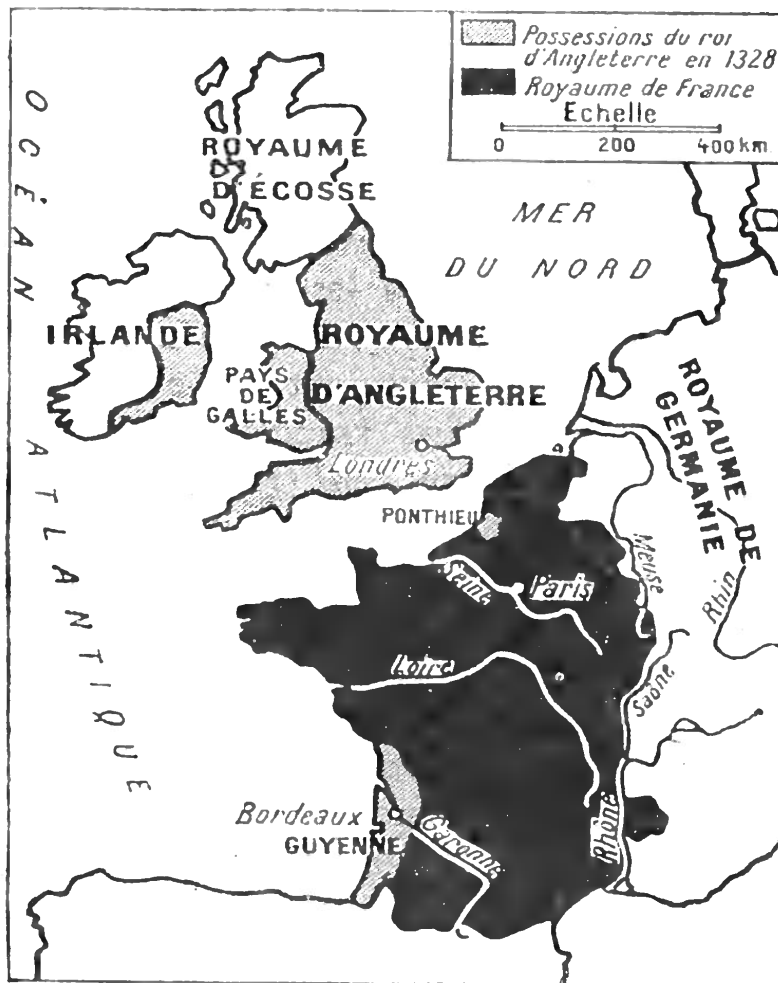 Possessions du roi
d'Angleterre en 1328
Royaume de France
Echelle
0 200 400 km.
OCÉAN ATLANTIQUE
ROYAUME
D'ÉCOSSE
MER
DU NORD
IRLANDE
ROYAUME
D'ANGLETERRE
PAYS
DE
GALLES
Londres
ROYAUME DE
GERMANIE
PONTHIEU
Meuse
Rhin
Seine
Paris
Loire
Saône
Bordeaux
GUYENNE
Garonne
Rhône